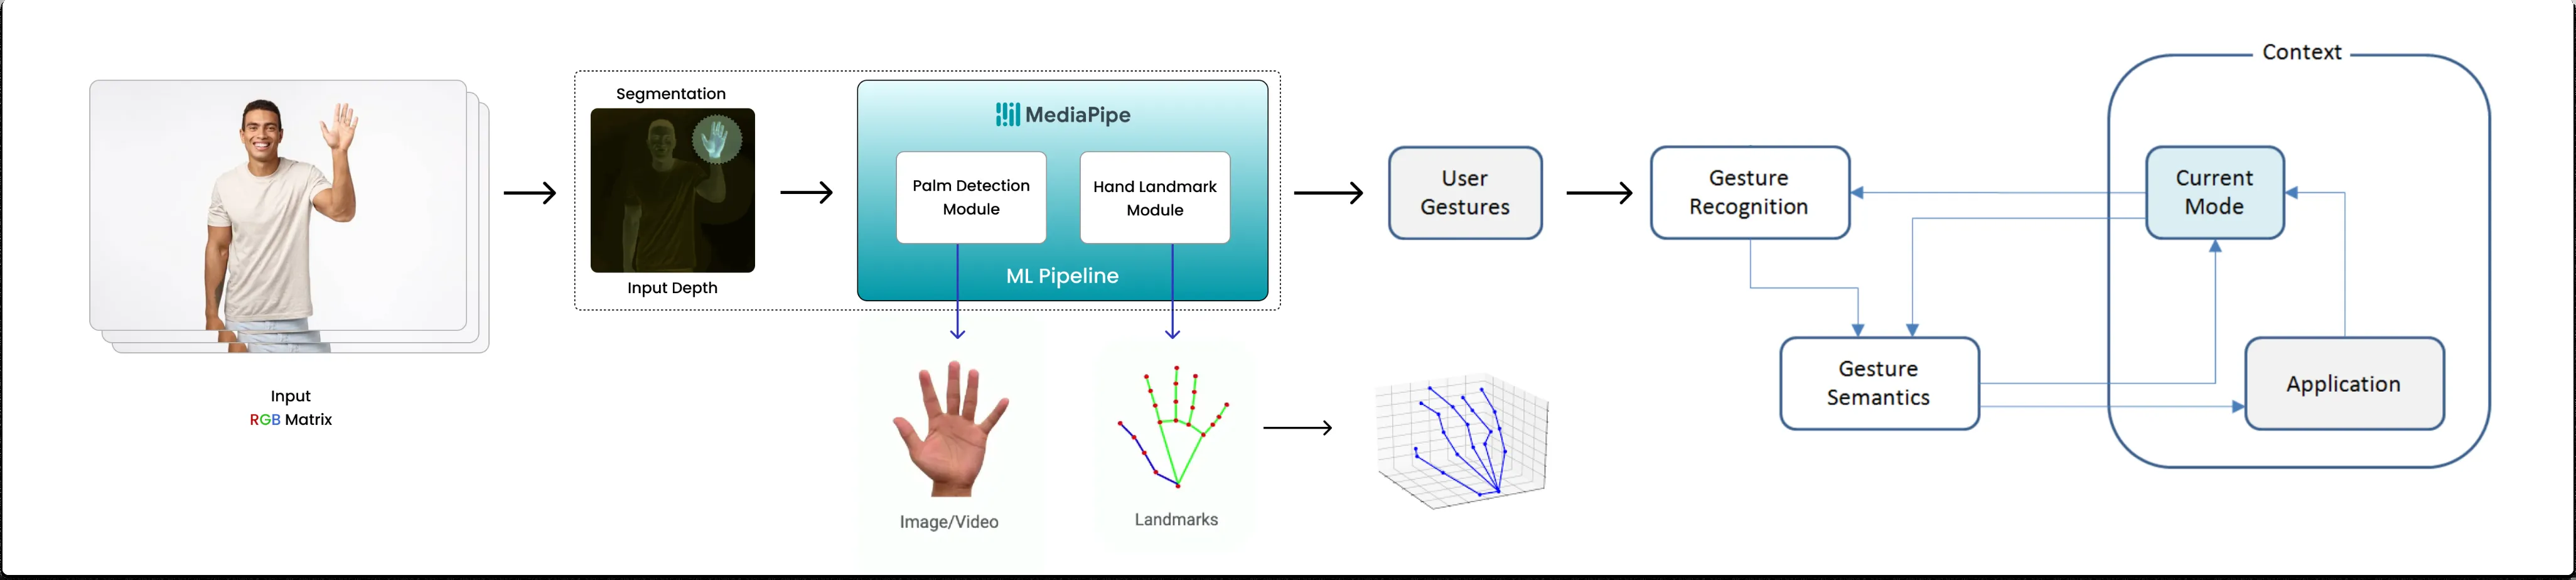 Input
RGB Matrix
Segmentation
Input Depth
MediaPipe
Palm Detection
Module
Hand Landmark
Module
ML Pipeline
Image/Video
Landmarks
User
Gestures
Gesture
Recognition
Gesture
Semantics
Context
Current
Mode
Application